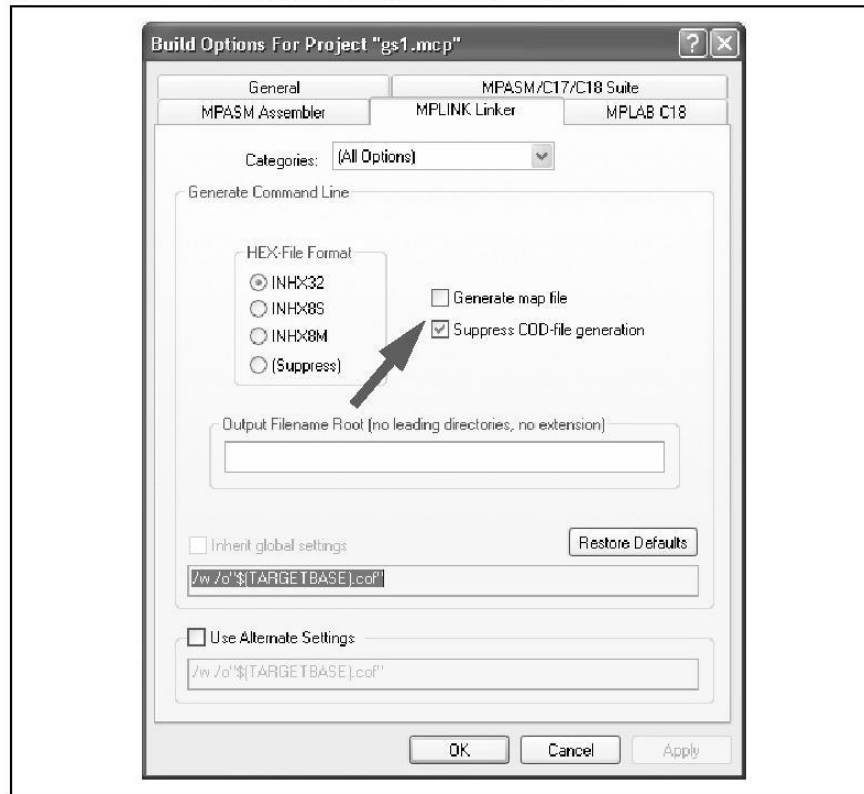 Build Options For Project "gs1.mcp"
General
MPASM/C17/C18 Suite
MPASM Assembler
MPLINK Linker
MPLAB C18
Categories: (All Options)
Generate Command Line
HEX-File Format
INHX32
INHX8S
INHX8M
(Suppress)
Generate map file
Suppress COD-file generation
Output Filename Root (no leading directories, no extension)
Inherit global settings
Restore Defaults
/w /o"$(TARGETBASE).cof"
Use Alternate Settings
/w /o"$(TARGETBASE).cof"
OK
Cancel
Apply